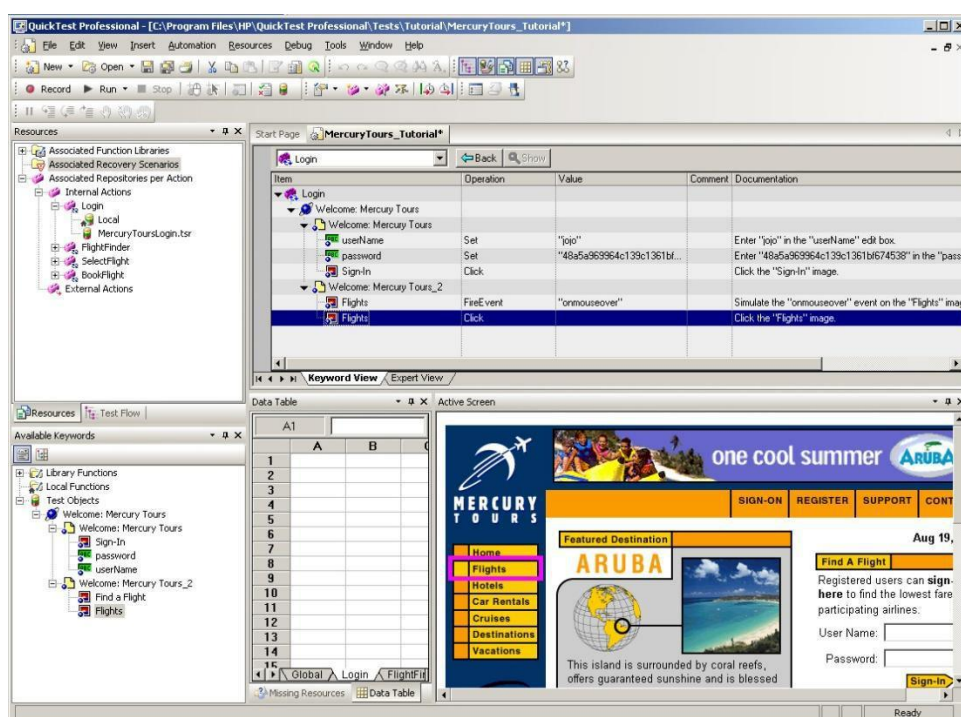 QuickTest Professional - [C:\Program Files\HP\QuickTest Professional\Tests\Tutorial\MercuryTours_Tutorial*]
File Edit View Insert Automation Resources Debug Tools Window Help
New Open
Record Run Stop
Resources
Associated Function Libraries
Associated Recovery Scenarios
Associated Repositories per Action
Internal Actions
Login
Local
MercuryToursLogin.tsr
FlightFinder
SelectFlight
BookFlight
External Actions
Resources Test Flow
Start Page MercuryTours_Tutorial*
Login Back Show
Item Operation Value Comment Documentation
Login
Welcome: Mercury Tours
Welcome: Mercury Tours
userName Set "jojo" Enter "jojo" in the "userName" edit box.
password Set "48a5a969964c139c1361bf... Enter "48a5a969964c139c1361bf674538" in the "pass
Sign-In Click Click the "Sign-In" image.
Welcome: Mercury Tours_2
Flights FireEvent "onmouseover" Simulate the "onmouseover" event on the "Flights" ima
Flights Click Click the "Flights" image.
Keyword View Expert View
Available Keywords
Library Functions
Local Functions
Test Objects
Welcome: Mercury Tours
Welcome: Mercury Tours
Sign-In
password
userName
Welcome: Mercury Tours_2
Find a Flight
Flights
Data Table
A1
A B C
1
2
3
4
5
6
7
8
9
10
11
12
13
14
15
Global Login FlightFi
Missing Resources Data Table
Active Screen
one cool summer ARUBA
MERCURY
TOURS
SIGN-ON REGISTER SUPPORT CONT
Home
Flights
Hotels
Car Rentals
Cruises
Destinations
Vacations
Featured Destination
ARUBA
This island is surrounded by coral reefs,
offers guaranteed sunshine and is blessed
Aug 19,
Find A Flight
Registered users can sign-
here to find the lowest fare
participating airlines.
User Name:
Password:
Sign-In
Ready